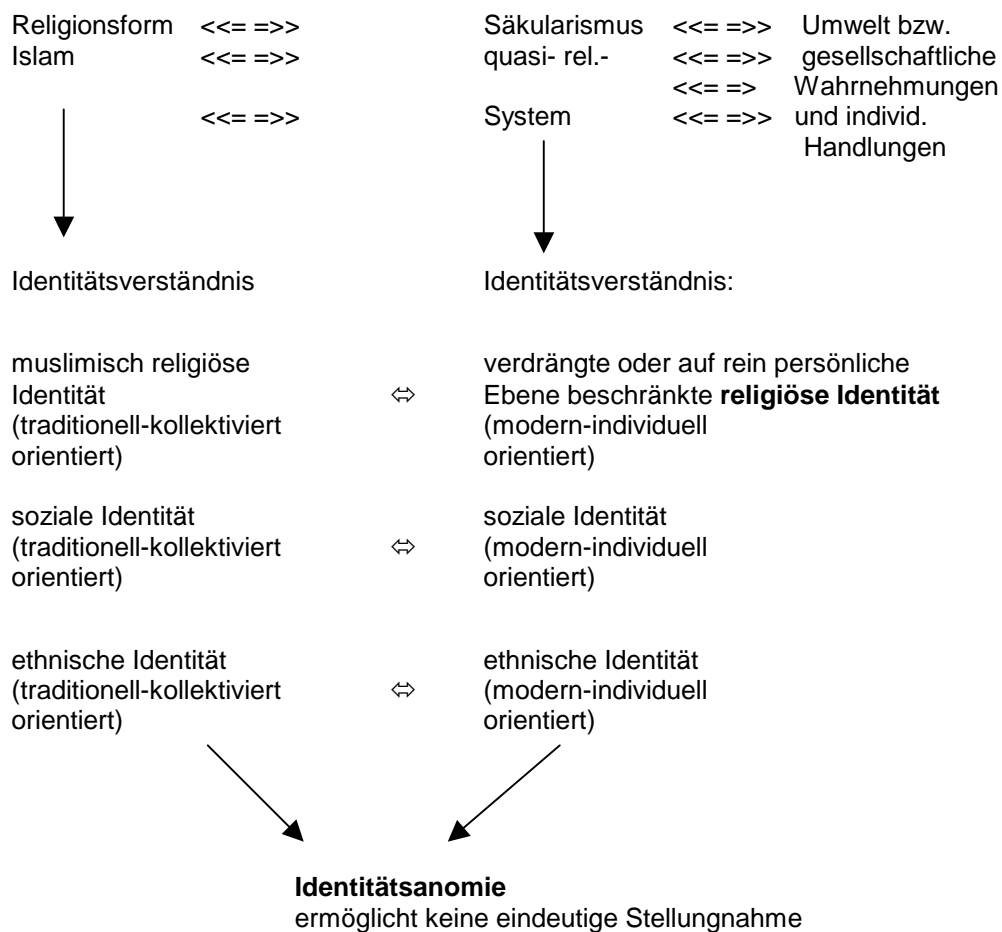 Religionsform <<= =>> Säkularismus <<= =>> Umwelt bzw.
Islam <<= =>> quasi- rel.- <<= =>> gesellschaftliche
<<= => Wahrnehmungen
<<= =>> System <<= =>> und individ.
Handlungen
Identitätsverständnis Identitätsverständnis:
muslimisch religiöse verdrängte oder auf rein persönliche
Identität ⇔ Ebene beschränkte religiöse Identität
(traditionell-kollektiviert (modern-individuell
orientiert) orientiert)
soziale Identität soziale Identität
(traditionell-kollektiviert ⇔ (modern-individuell
orientiert) orientiert)
ethnische Identität ethnische Identität
(traditionell-kollektiviert ⇔ (modern-individuell
orientiert) orientiert)
Identitätsanomie
ermöglicht keine eindeutige Stellungnahme